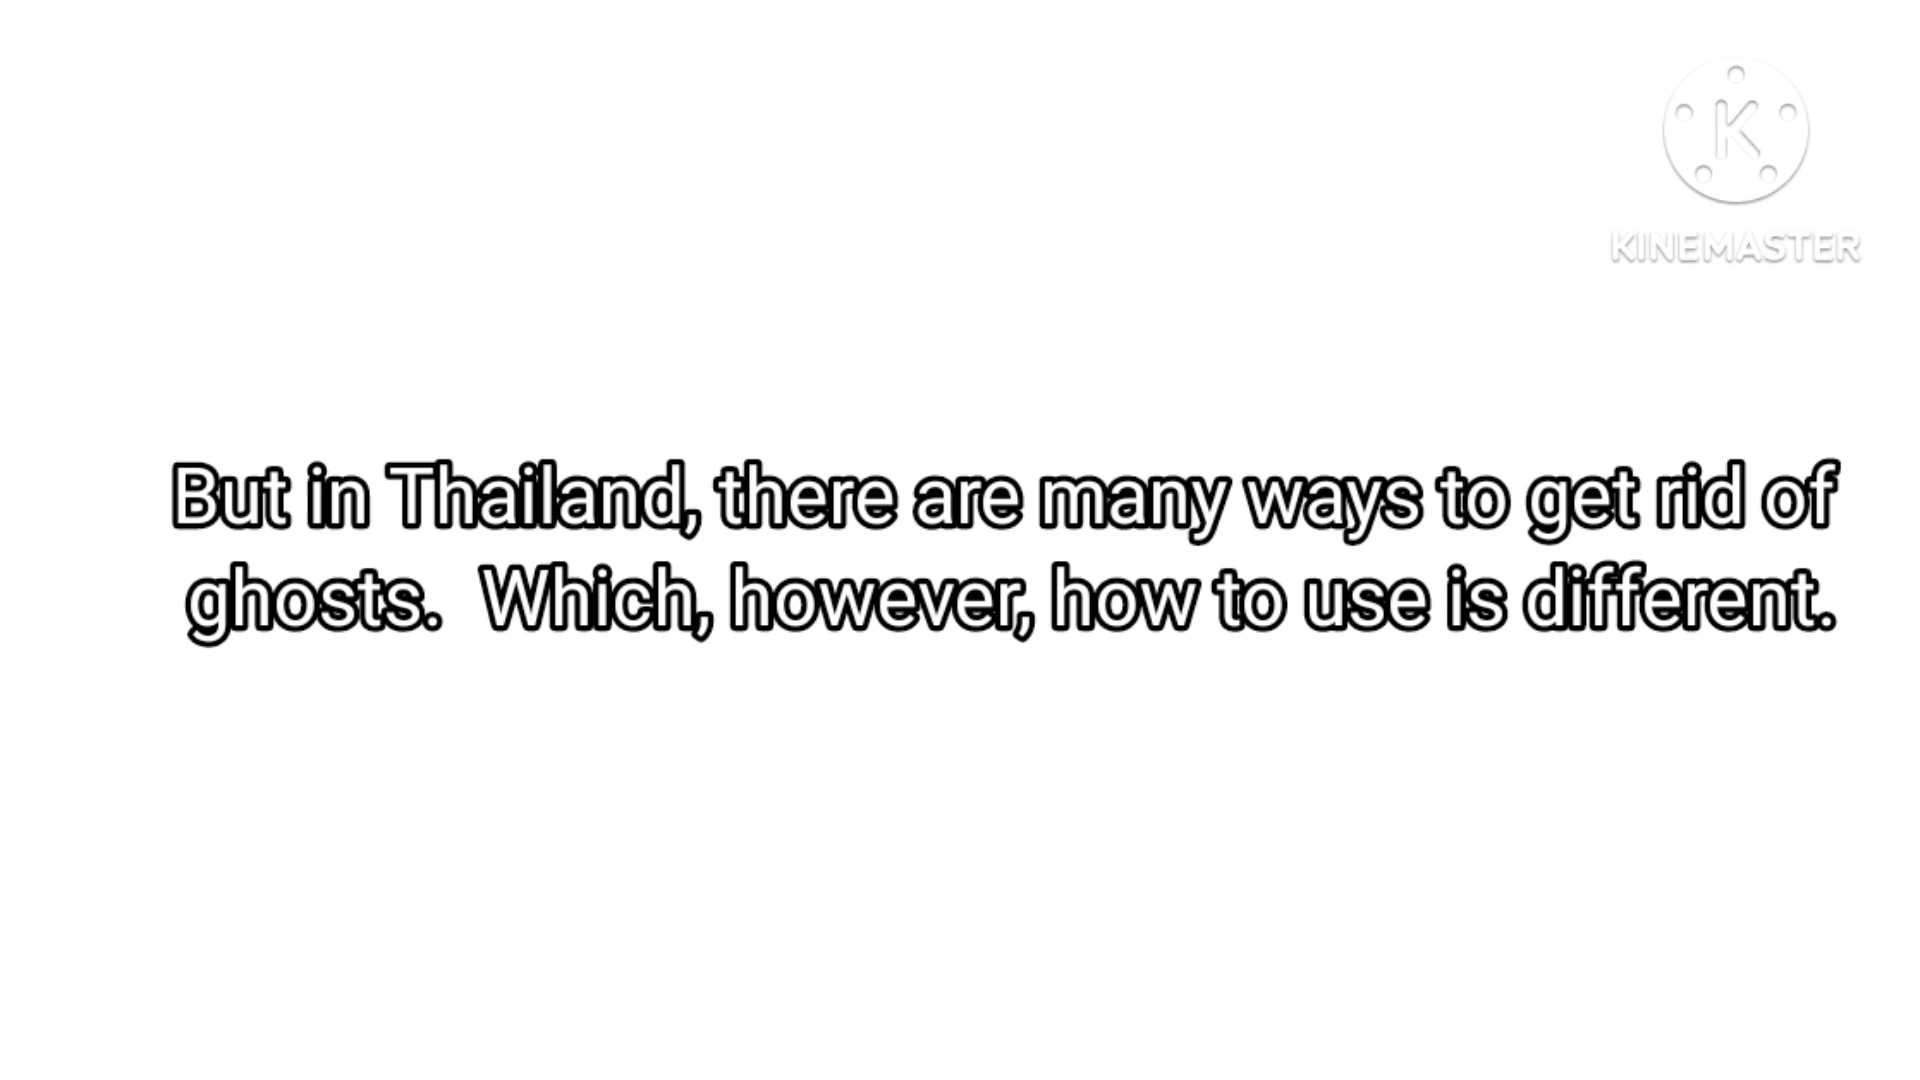 K
KINEMASTER
But in Thailand, there are many ways to get rid of
ghosts.  Which, however, how to use is different.